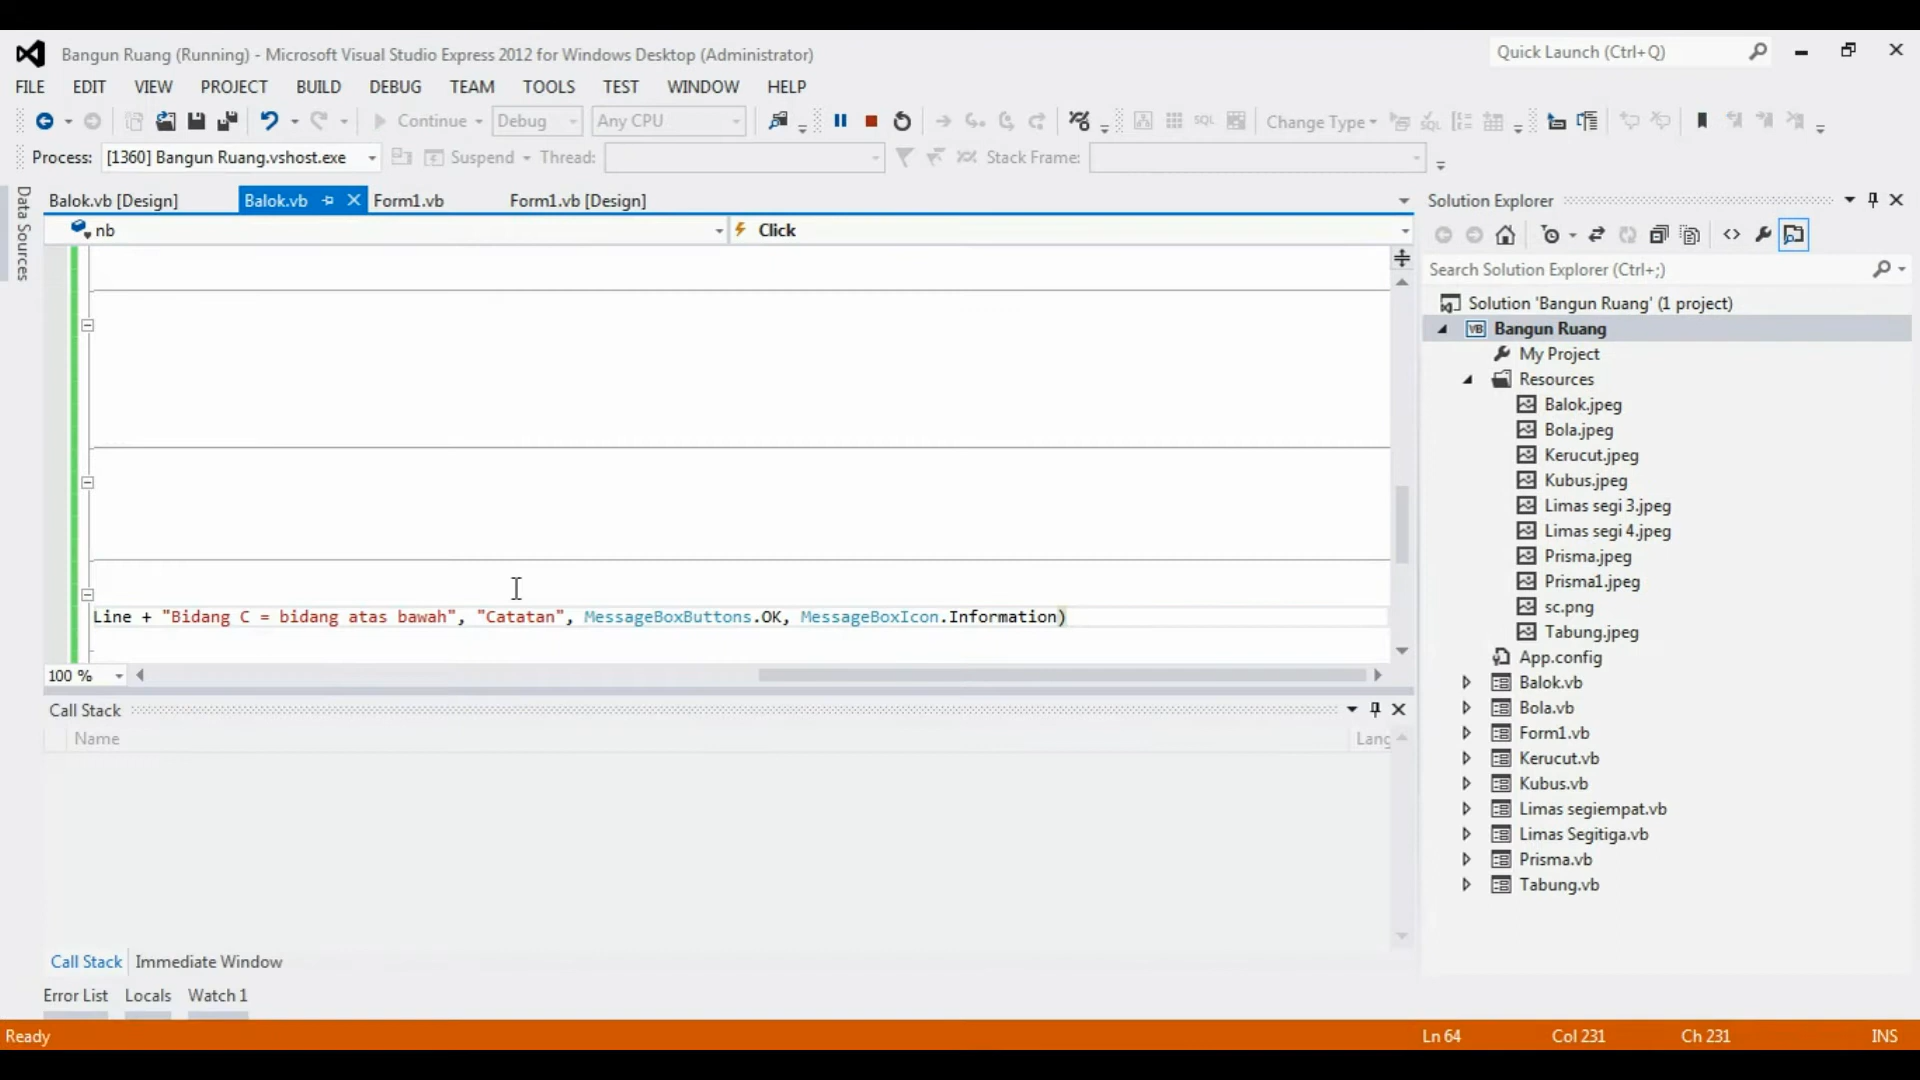 Bangun Ruang (Running) - Microsoft Visual Studio Express 2012 for Windows Desktop (Administrator)
Quick Launch (Ctrl+Q)
FILE EDIT VIEW PROJECT BUILD DEBUG TEAM TOOLS TEST WINDOW HELP
Continue Debug Any CPU SQL Change Type
Process: [1360] Bangun Ruang.vshost.exe Suspend Thread: Stack Frame:
Data Sources
Balok.vb [Design] Balok.vb Form1.vb Form1.vb [Design]
nb Click
Line + "Bidang C = bidang atas bawah", "Catatan", MessageBoxButtons.OK, MessageBoxIcon.Information)
100 %
Call Stack
Name Lang
Call Stack Immediate Window
Error List Locals Watch 1
Solution Explorer
Search Solution Explorer (Ctrl+;)
Solution 'Bangun Ruang' (1 project)
VB Bangun Ruang
My Project
Resources
Balok.jpeg
Bola.jpeg
Kerucut.jpeg
Kubus.jpeg
Limas segi 3.jpeg
Limas segi 4.jpeg
Prisma.jpeg
Prisma1.jpeg
sc.png
Tabung.jpeg
App.config
Balok.vb
Bola.vb
Form1.vb
Kerucut.vb
Kubus.vb
Limas segiempat.vb
Limas Segitiga.vb
Prisma.vb
Tabung.vb
Ready Ln 64 Col 231 Ch 231 INS